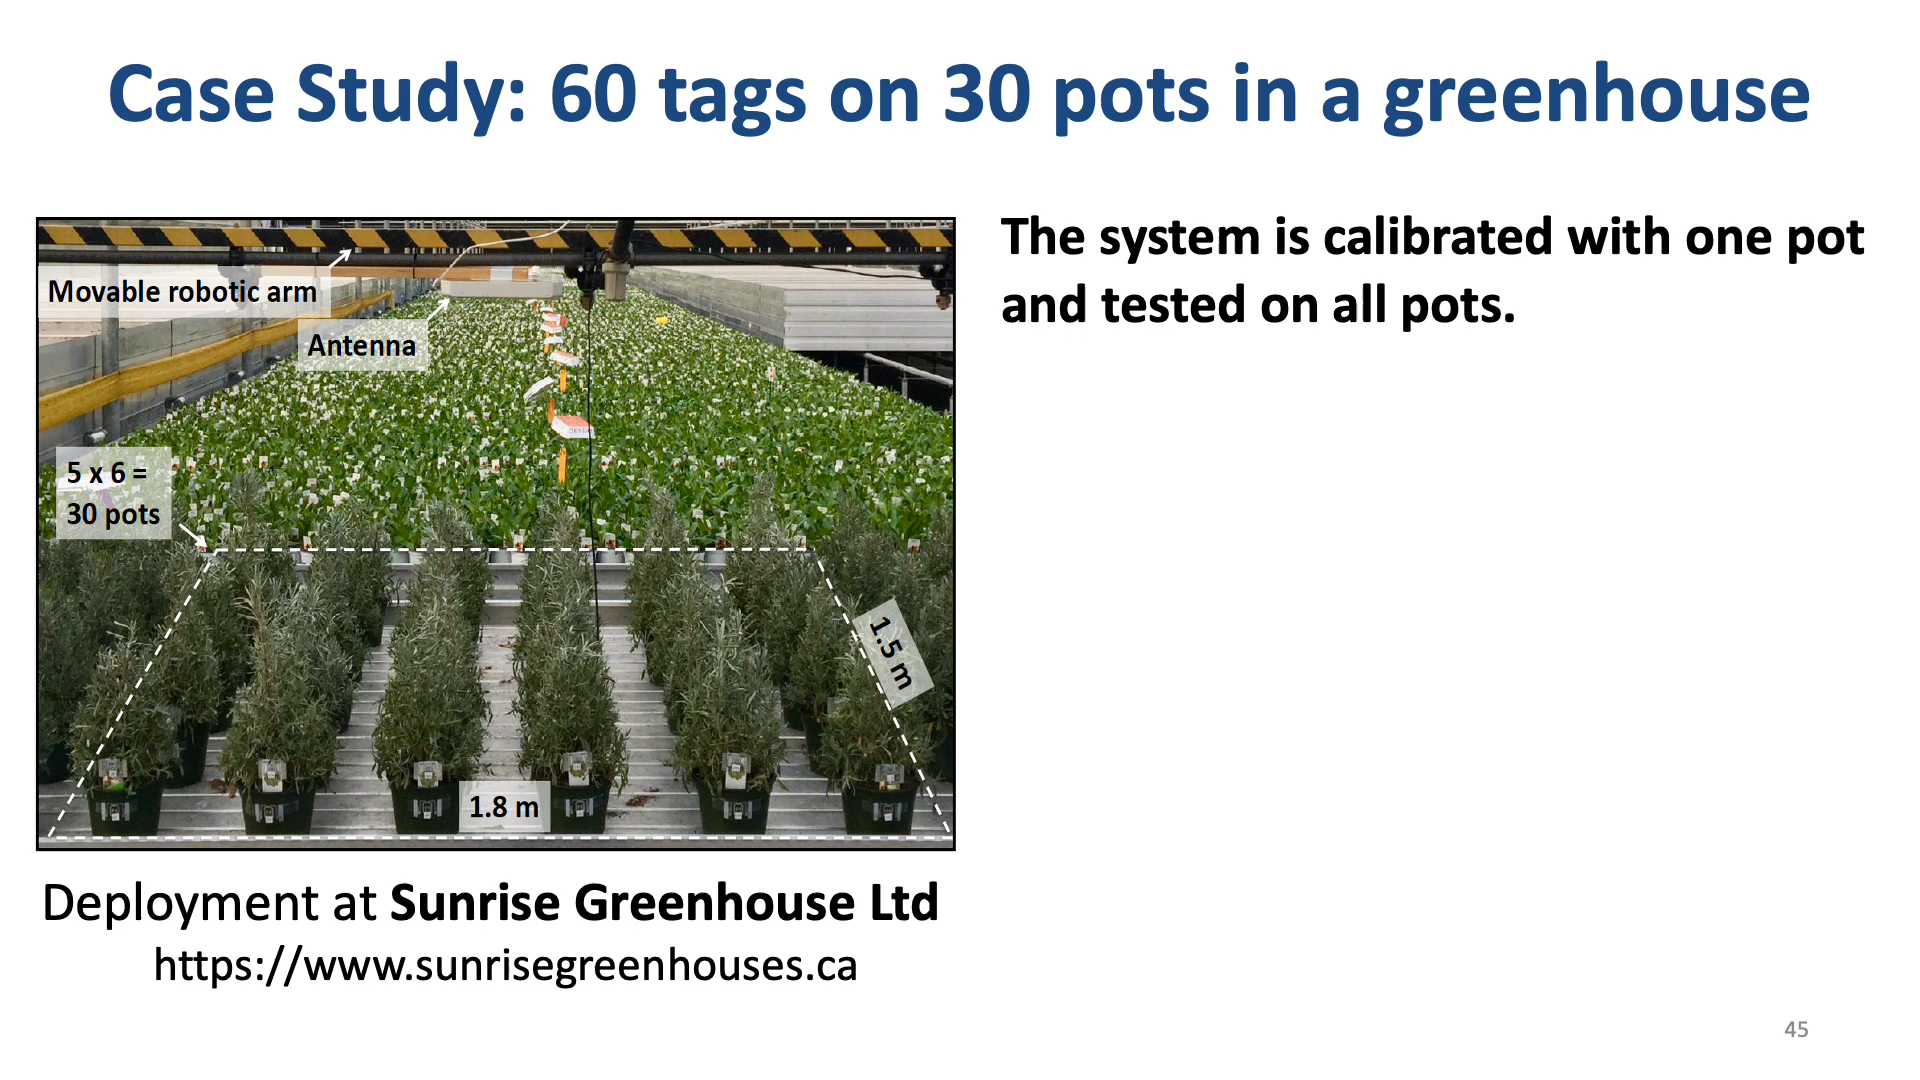 Case Study: 60 tags on 30 pots in a greenhouse
The system is calibrated with one pot
and tested on all pots.
Movable robotic arm
Antenna
5 x 6 =
30 pots
1.5 m
1.8 m
Deployment at Sunrise Greenhouse Ltd
https://www.sunrisegreenhouses.ca
45